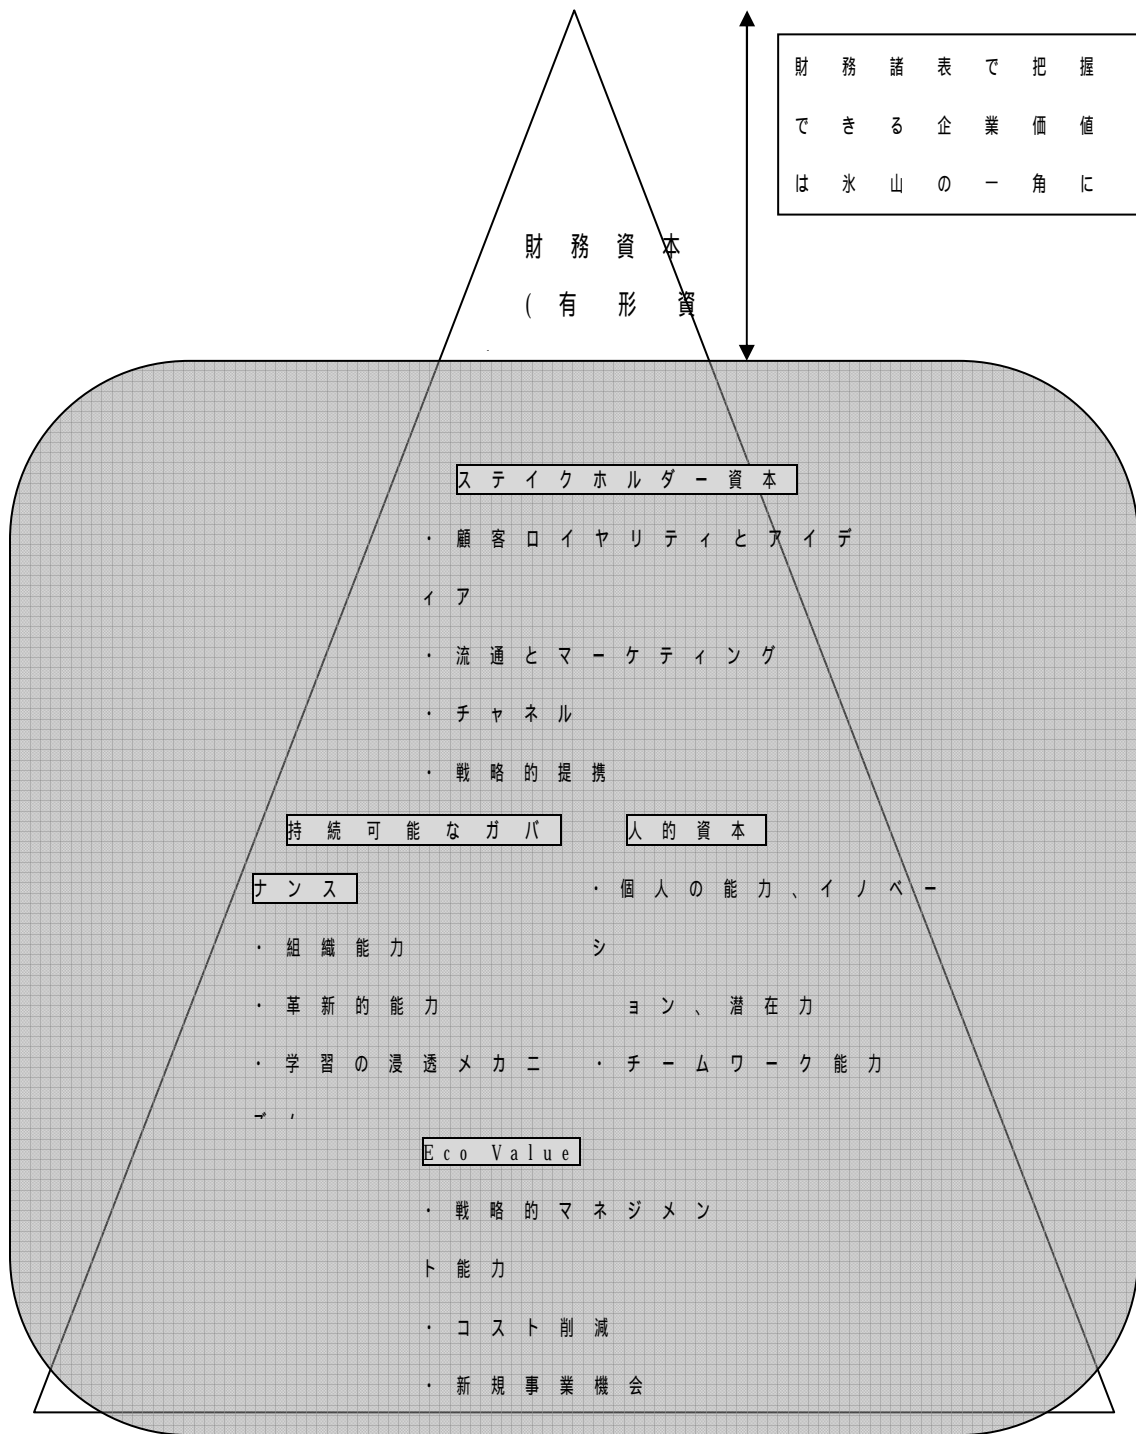 財務諸表で把握
できる企業価値
は氷山の一角に
財務資本
(有形資
ステイクホルダー資本
・顧客ロイヤリティとアイデ
ィア
・流通とマーケティング
・チャネル
・戦略的提携
持続可能なガバ
ナンス
・組織能力
・革新的能力
・学習の浸透メカニ
人的資本
・個人の能力、イノベー
シ
ョン、潜在力
・チームワーク能力
Eco Value
・戦略的マネジメン
ト能力
・コスト削減
・新規事業機会